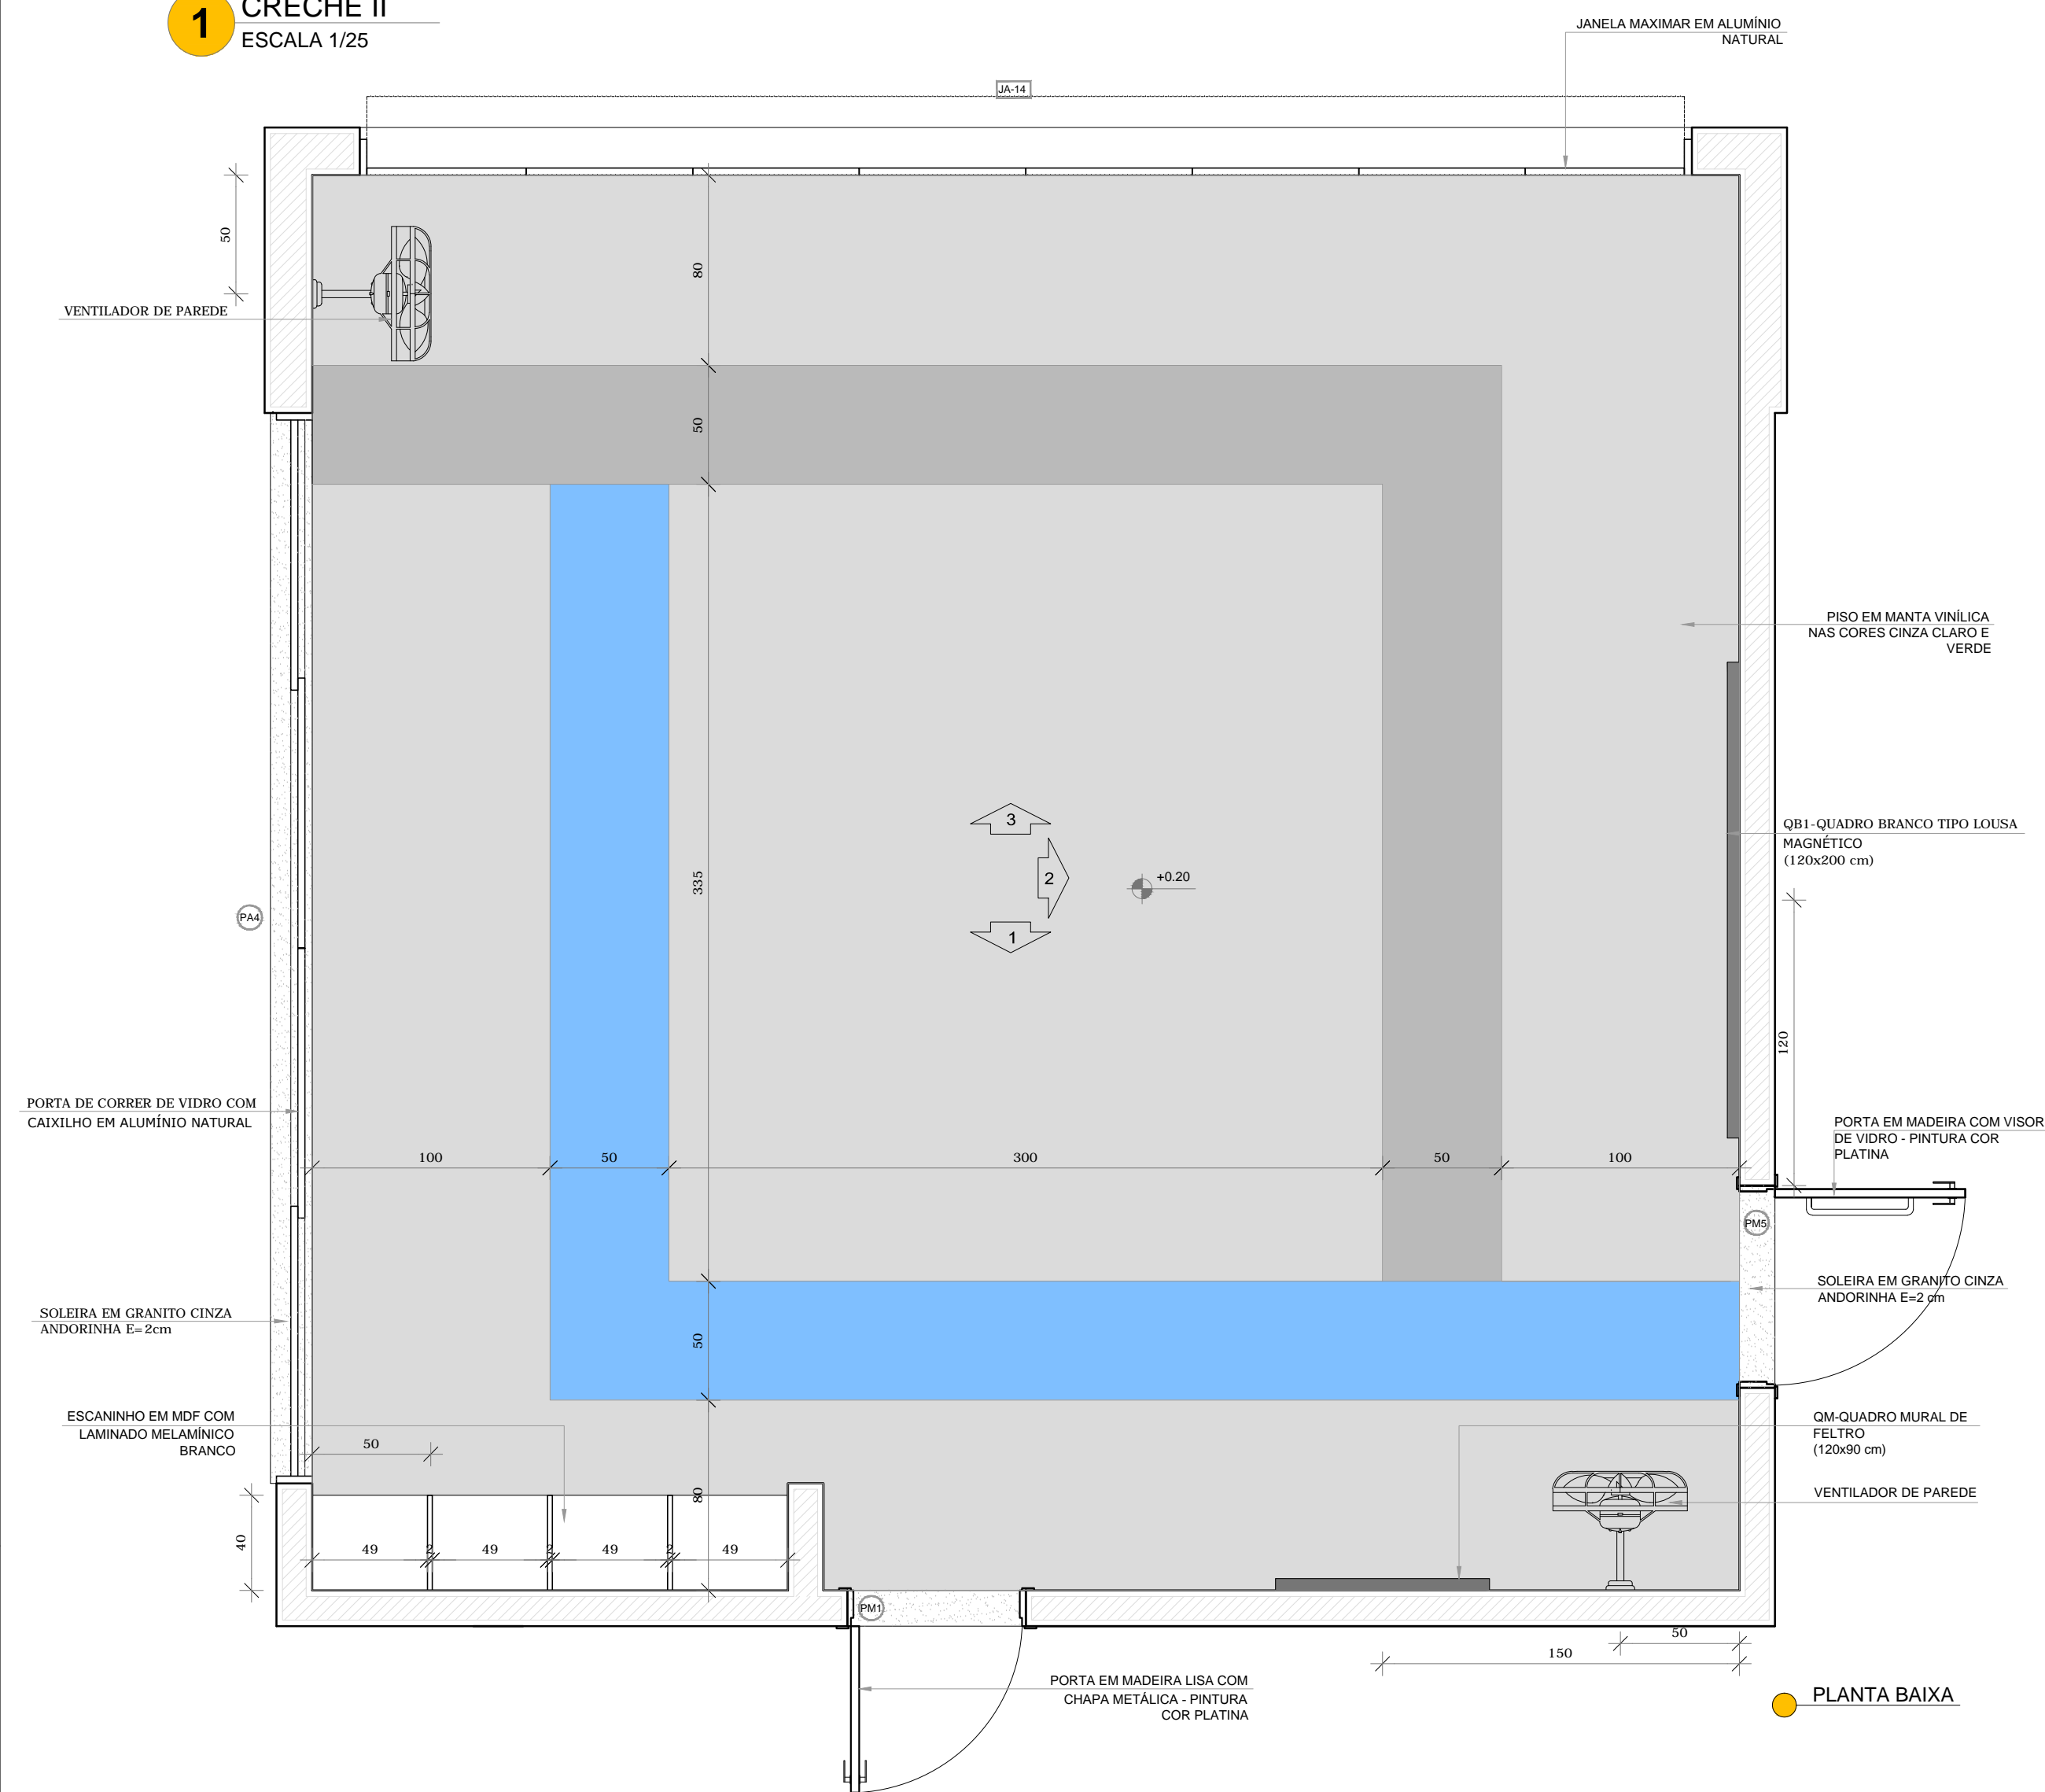 1
CRECHE II
ESCALA 1/25
JANELA MAXIMAR EM ALUMÍNIO
NATURAL
JA-14
50
80
VENTILADOR DE PAREDE
50
PISO EM MANTA VINÍLICA
NAS CORES CINZA CLARO E
VERDE
3
2
1
+0.20
335
QB1-QUADRO BRANCO TIPO LOUSA
MAGNÉTICO
(120x200 cm)
PA4
120
PORTA DE CORRER DE VIDRO COM
CAIXILHO EM ALUMÍNIO NATURAL
PORTA EM MADEIRA COM VISOR
DE VIDRO - PINTURA COR
PLATINA
100
50
300
50
100
PM5
SOLEIRA EM GRANITO CINZA
ANDORINHA E=2 cm
SOLEIRA EM GRANITO CINZA
ANDORINHA E=2cm
50
ESCANINHO EM MDF COM
LAMINADO MELAMÍNICO
BRANCO
50
QM-QUADRO MURAL DE
FELTRO
(120x90 cm)
VENTILADOR DE PAREDE
80
40
49
2
49
2
49
2
49
PM1
50
150
PORTA EM MADEIRA LISA COM
CHAPA METÁLICA - PINTURA
COR PLATINA
PLANTA BAIXA